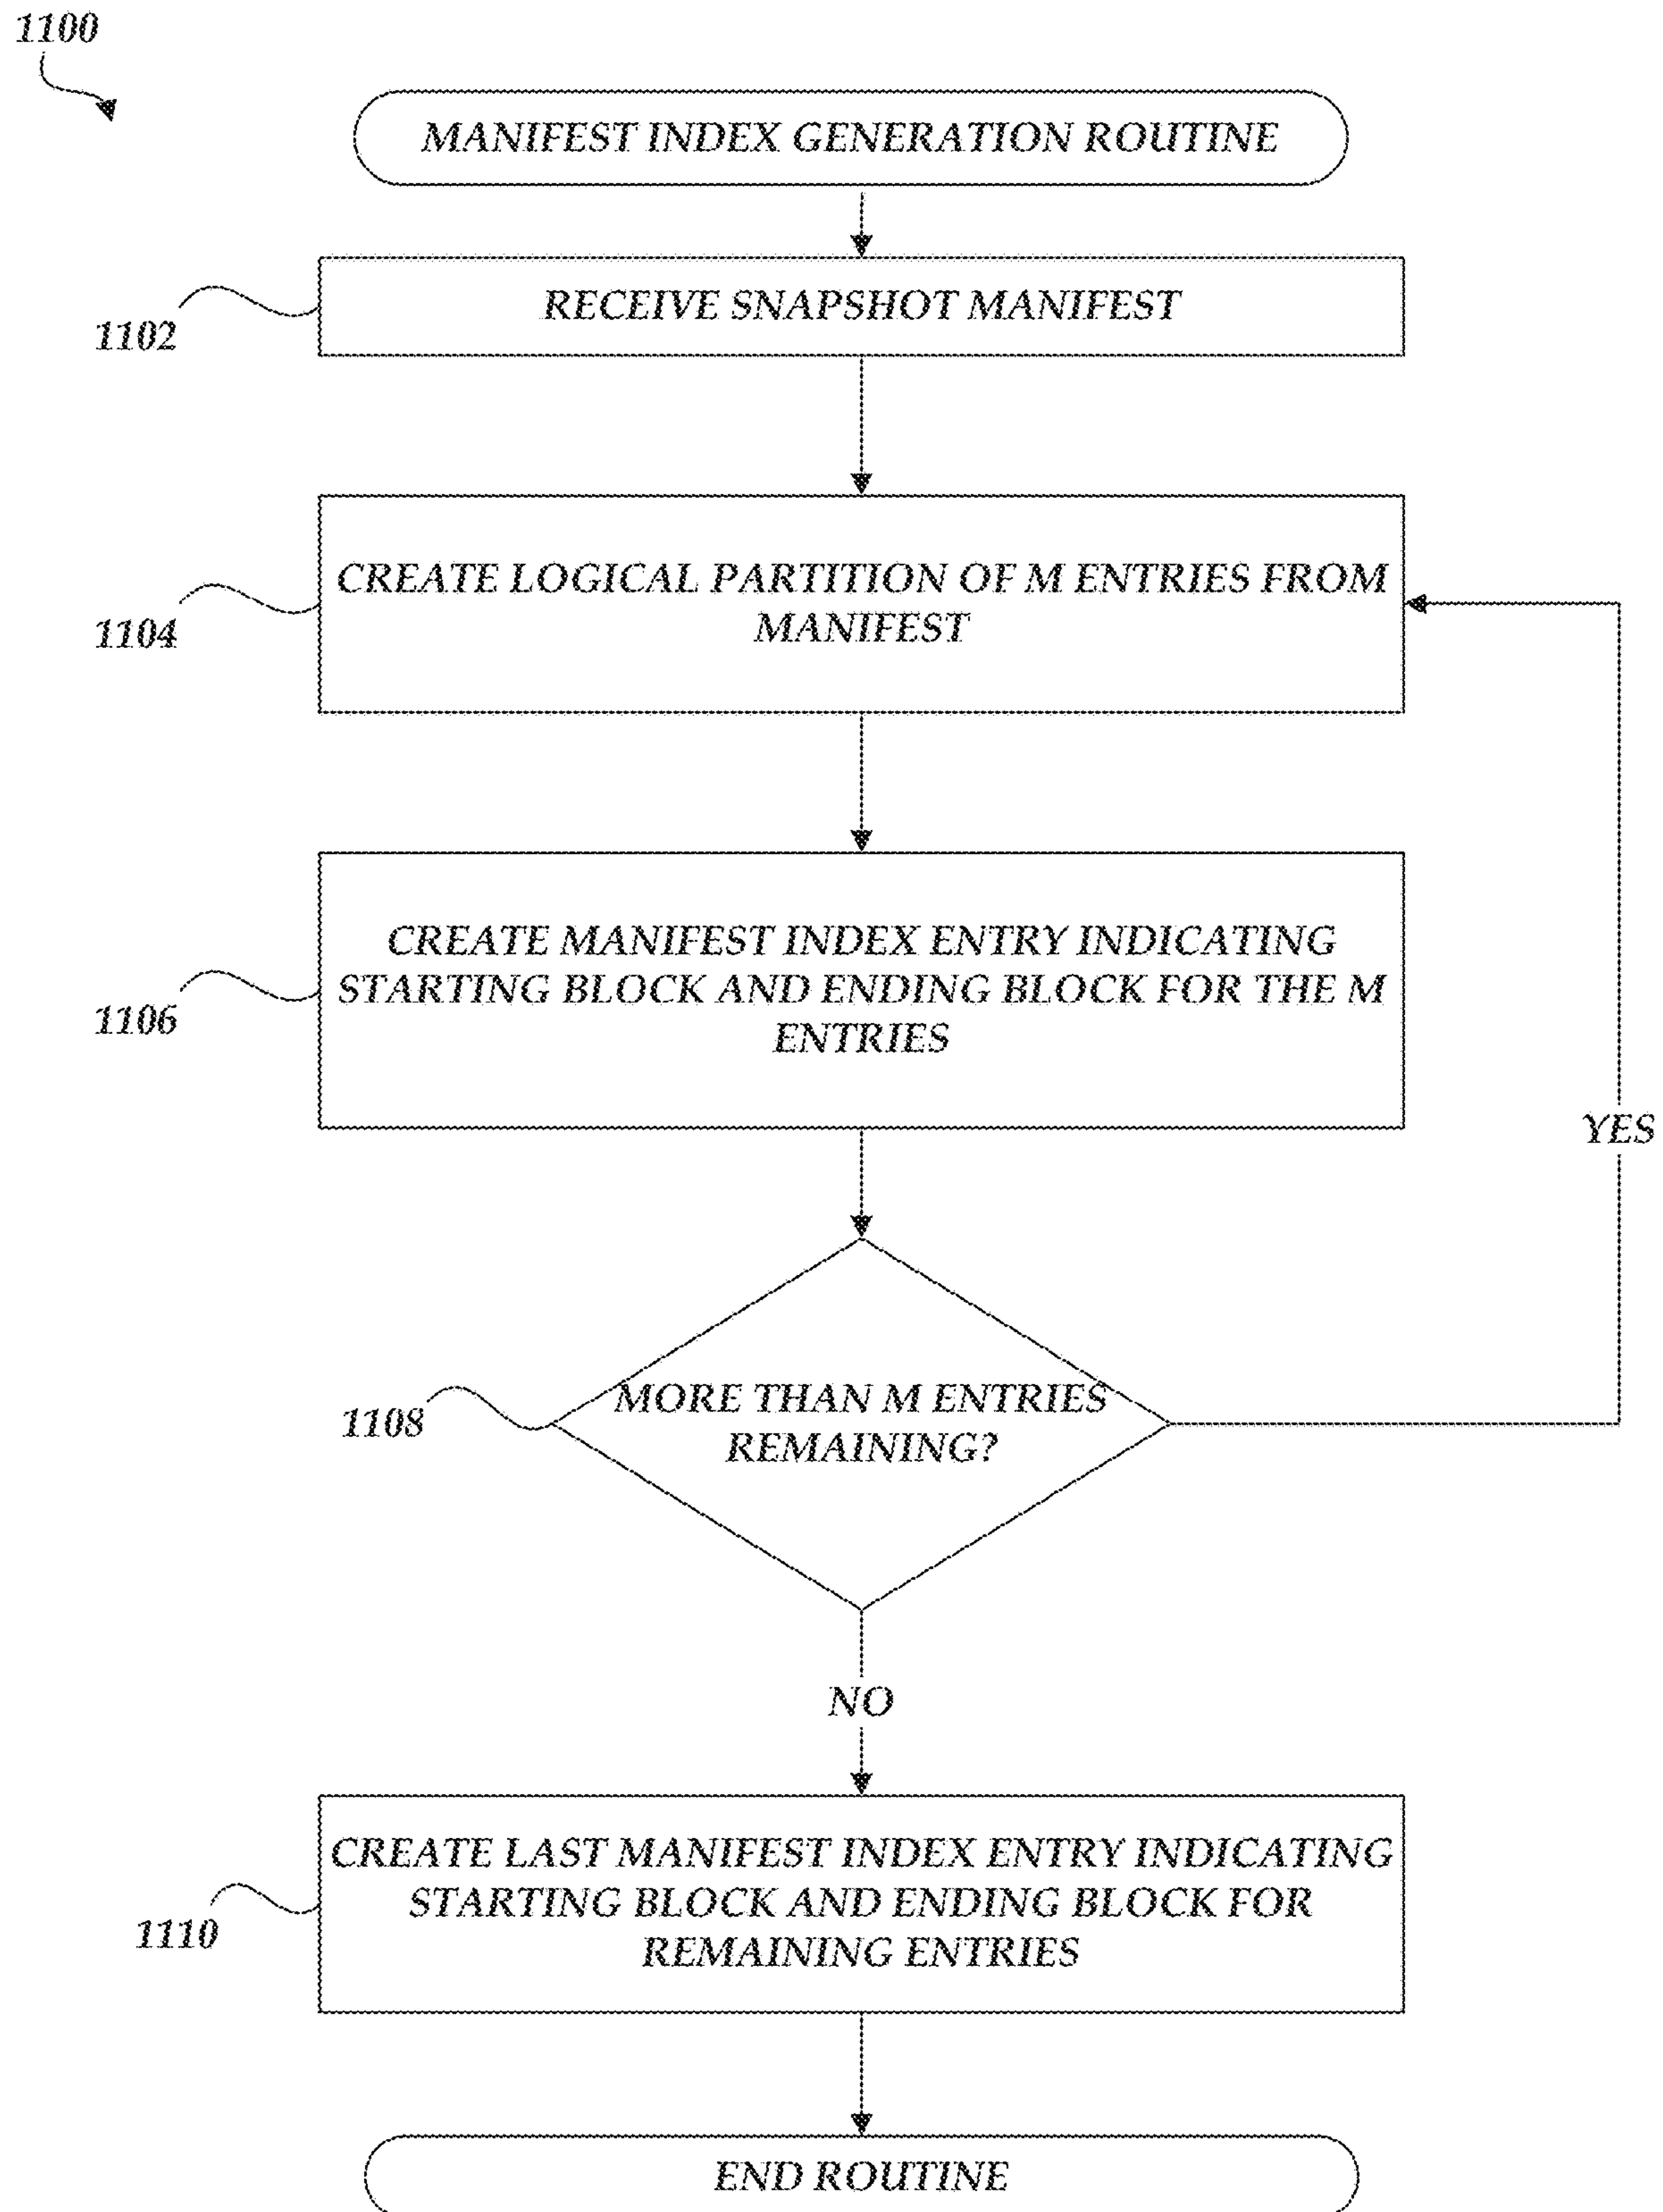 1100
MANIFEST INDEX GENERATION ROUTINE
RECEIVE SNAPSHOT MANIFEST
1102
CREATE LOGICAL PARTITION OF M ENTRIES FROM
MANIFEST
1104
CREATE MANIFEST INDEX ENTRY INDICATING
STARTING BLOCK AND ENDING BLOCK FOR THE M
ENTRIES
1106
YES
MORE THAN M ENTRIES
REMAINING?
1108
NO
CREATE LAST MANIFEST INDEX ENTRY INDICATING
STARTING BLOCK AND ENDING BLOCK FOR
REMAINING ENTRIES
1110
END ROUTINE